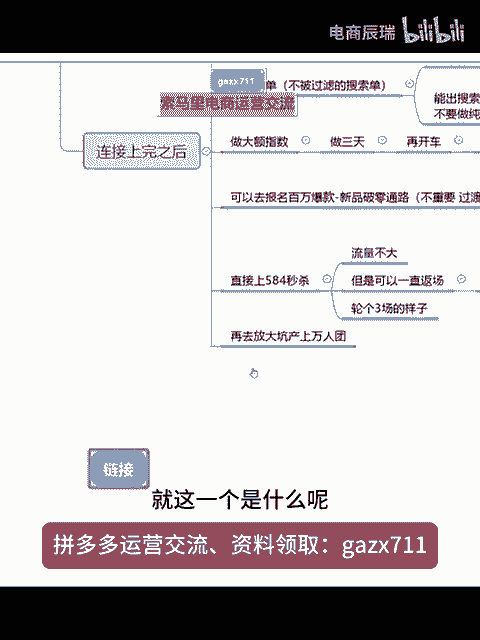 电商辰瑞 bilibili
gazx711
单（不被过滤的搜索单）
索马里电商运营交流
能出搜索
不要做纯
连接上完之后
做大顿指数
做三天
再开车
可以去报名百万爆款-新品破零通路（不重要 过渡
流量不大
直接上584秒杀
但是可以一直返场
轮个3场的样子
再去放大坑产上万人团
链接
就这一个是什么呢
拼多多运营交流、资料领取：gazx711